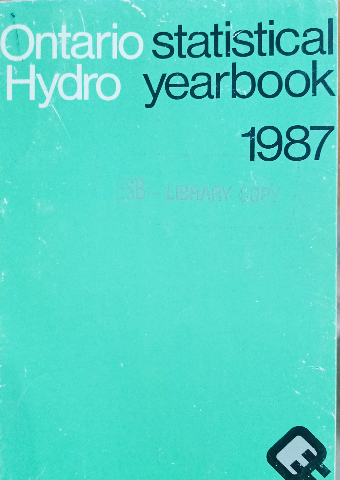 Ontario statistical
Hydro yearbook
1987
LIBRARY COPY